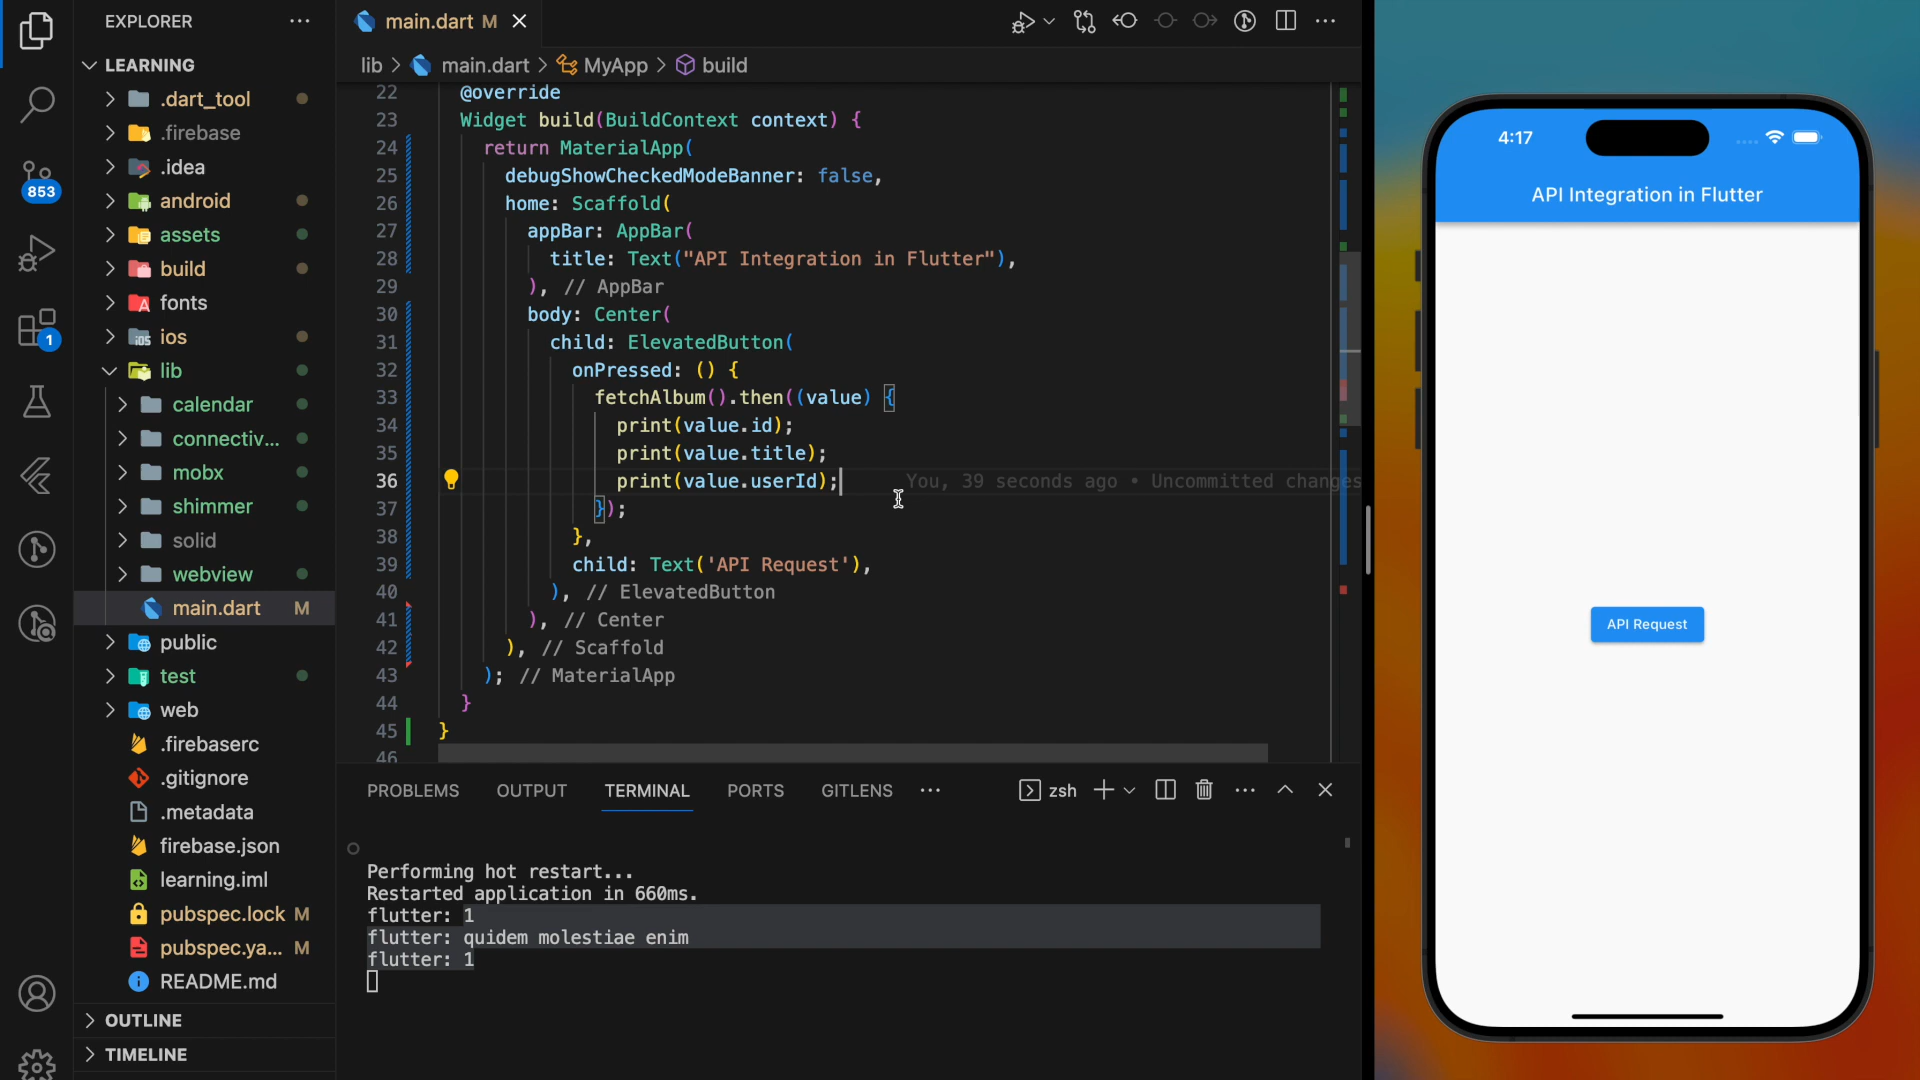 EXPLORER
LEARNING
.dart_tool
.firebase
.idea
android
assets
build
fonts
ios
lib
calendar
connectiv...
mobx
shimmer
solid
webview
main.dart M
public
test
web
.firebaserc
.gitignore
.metadata
firebase.json
learning.iml
pubspec.lock M
pubspec.ya... M
README.md
OUTLINE
TIMELINE
853
1
main.dart M
lib > main.dart > MyApp > build
22 @override
23 Widget build(BuildContext context) {
24 return MaterialApp(
25 debugShowCheckedModeBanner: false,
26 home: Scaffold(
27 appBar: AppBar(
28 title: Text("API Integration in Flutter"),
29 ), // AppBar
30 body: Center(
31 child: ElevatedButton(
32 onPressed: () {
33 fetchAlbum().then((value) {
34 print(value.id);
35 print(value.title);
36 print(value.userId); You, 39 seconds ago • Uncommitted changes
37 });
38 },
39 child: Text('API Request'),
40 ), // ElevatedButton
41 ), // Center
42 ), // Scaffold
43 ); // MaterialApp
44 }
45 }
46
PROBLEMS OUTPUT TERMINAL PORTS GITLENS zsh
Performing hot restart...
Restarted application in 660ms.
flutter: 1
flutter: quidem molestiae enim
flutter: 1
4:17
API Integration in Flutter
API Request